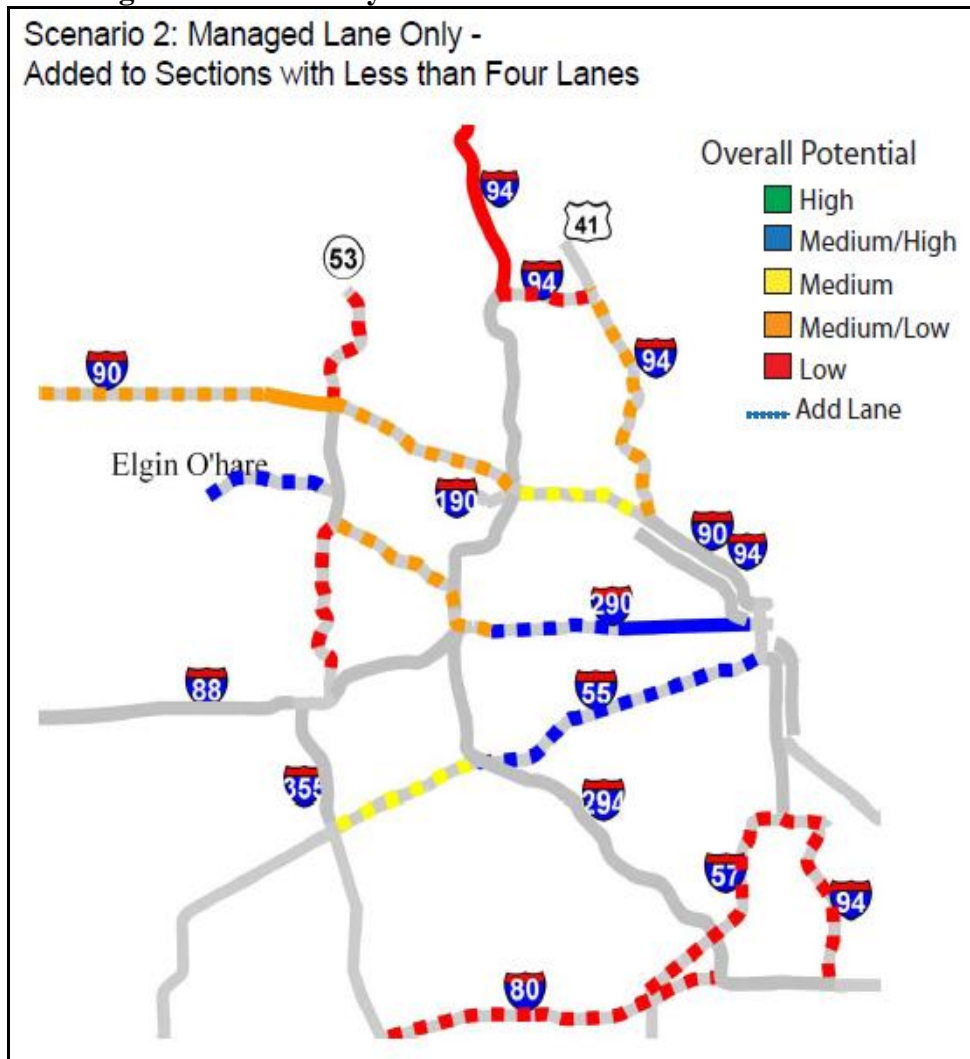 Scenario 2: Managed Lane Only -
Added to Sections with Less than Four Lanes
Overall Potential
High
Medium/High
Medium
Medium/Low
Low
Add Lane
94
41
53
94
94
90
Elgin O'hare
190
90
94
290
88
55
355
294
57
94
80